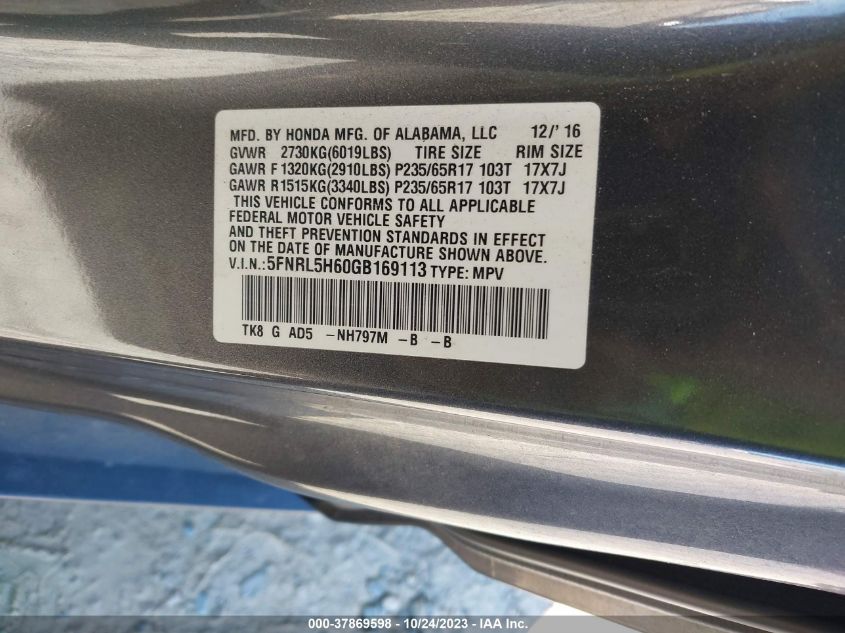 MFD. BY HONDA MFG. OF ALABAMA, LLC 12/'16
GVWR 2730KG(6019LBS) TIRE SIZE RIM SIZE
GAWR F 1320KG(2910LBS) P235/65R17 103T 17X7J
GAWR R 1515KG(3340LBS) P235/65R17 103T 17X7J
THIS VEHICLE CONFORMS TO ALL APPLICABLE
FEDERAL MOTOR VEHICLE SAFETY
AND THEFT PREVENTION STANDARDS IN EFFECT
ON THE DATE OF MANUFACTURE SHOWN ABOVE.
V.I.N.:5FNRL5H60GB169113 TYPE: MPV
TK8 G AD5 -NH797M -B -B
000-37869598 - 10/24/2023 - IAA Inc.